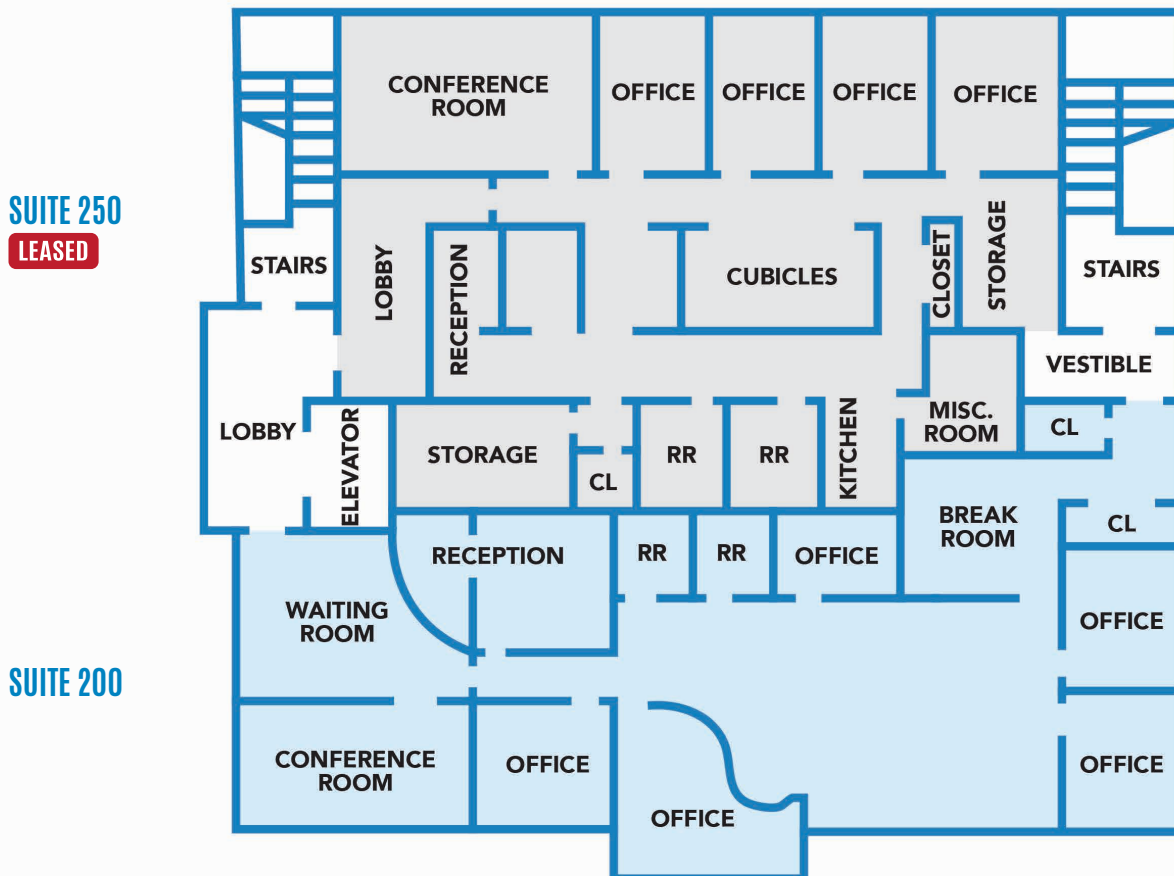 CONFERENCE
ROOM
OFFICE
OFFICE
OFFICE
OFFICE
SUITE 250
LEASED
STAIRS
LOBBY
RECEPTION
CUBICLES
CLOSET
STORAGE
STAIRS
VESTIBLE
LOBBY
ELEVATOR
STORAGE
CL
RR
RR
KITCHEN
MISC.
ROOM
CL
BREAK
ROOM
CL
RECEPTION
RR
RR
OFFICE
WAITING
ROOM
OFFICE
SUITE 200
CONFERENCE
ROOM
OFFICE
OFFICE
OFFICE